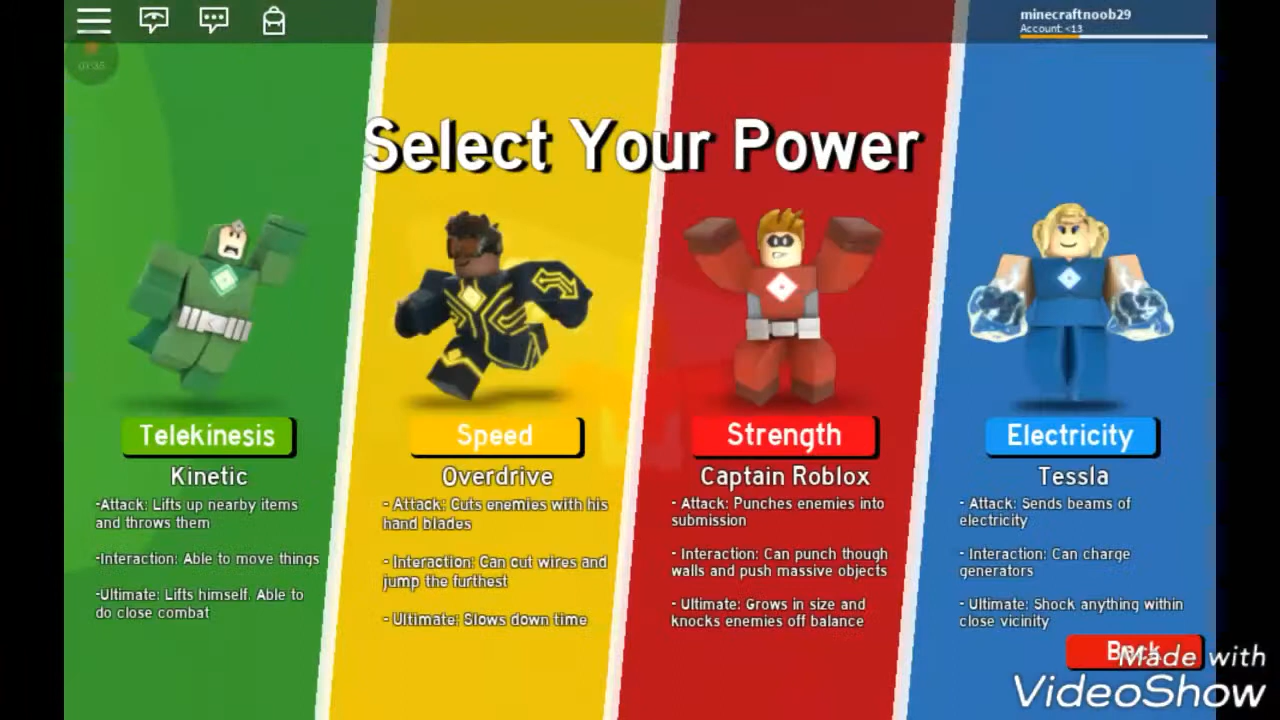 minecraftnoob29
Account: <13
Select Your Power
Telekinesis
Kinetic
-Attack: Lifts up nearby items
and throws them
-Interaction: Able to move things
-Ultimate: Lifts himself. Able to
do close combat
Speed
Overdrive
- Attack: Cuts enemies with his
hand blades
- Interaction: Can cut wires and
jump the furthest
- Ultimate: Slows down time
Strength
Captain Roblox
- Attack: Punches enemies into
submission
- Interaction: Can punch though
walls and push massive objects
- Ultimate: Grows in size and
knocks enemies off balance
Electricity
Tessla
- Attack: Sends beams of
electricity
- Interaction: Can charge
generators
- Ultimate: Shock anything within
close vicinity
Back
Made with
VideoShow